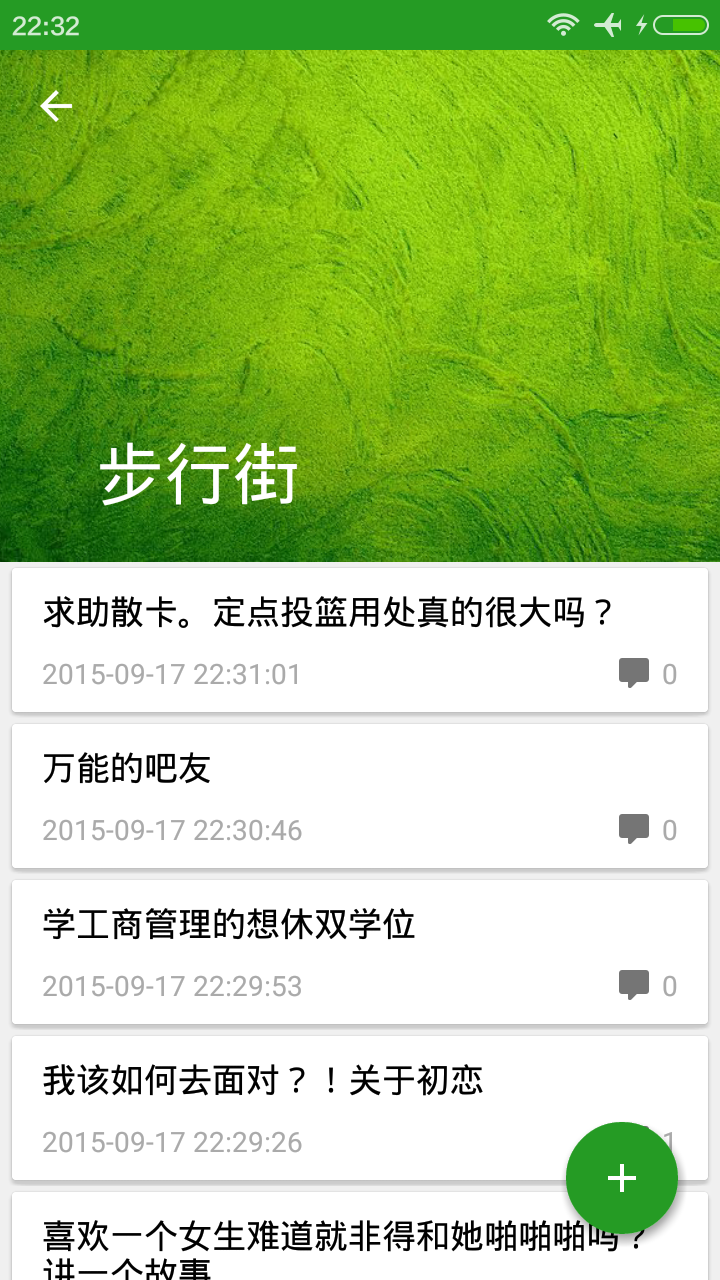 22:32
步行街
求助散卡。定点投篮用处真的很大吗？
2015-09-17 22:31:01
0
万能的吧友
2015-09-17 22:30:46
0
学工商管理的想休双学位
2015-09-17 22:29:53
0
我该如何去面对？！关于初恋
2015-09-17 22:29:26
1
喜欢一个女生难道就非得和她啪啪啪吗？
讲一个故事